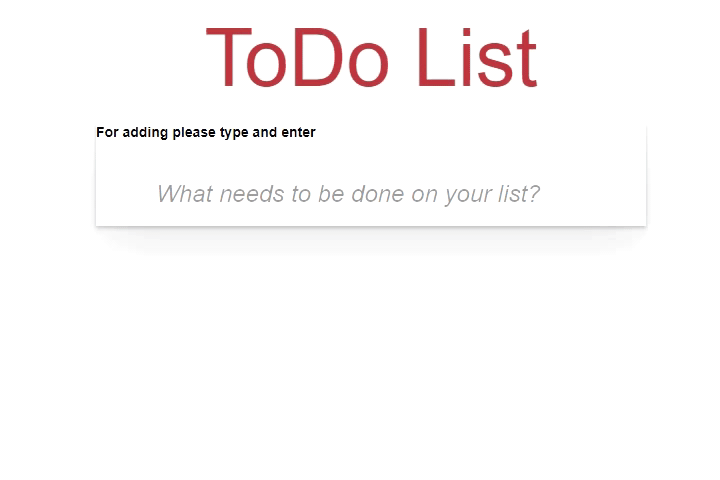 ToDo List
For adding please type and enter
What needs to be done on your list?